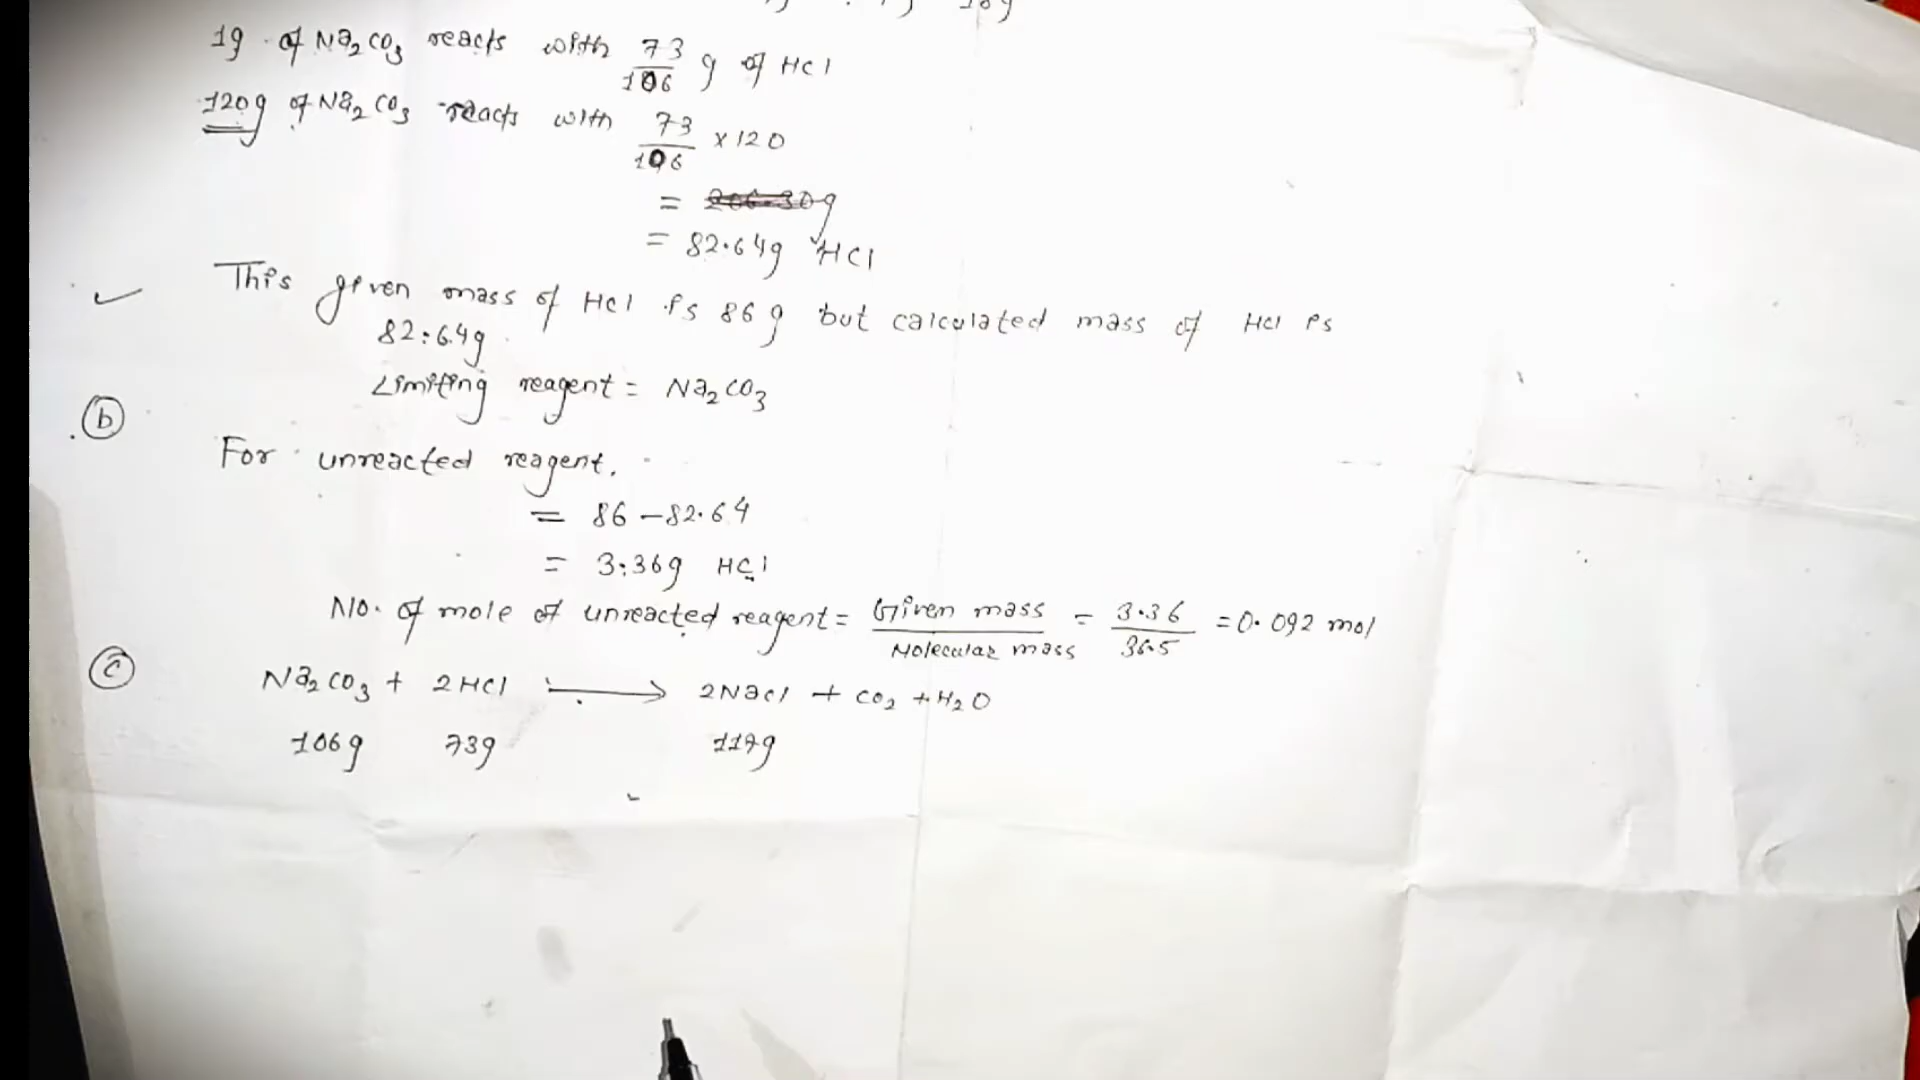 1g of Na₂CO₃ reacts with 73/106 g of HCl
120g of Na₂CO₃ reacts with 73/106 × 120
=
= 82.64g HCl
This given mass of HCl is 86 g but calculated mass of HCl is
82.64g
Limiting reagent = Na₂CO₃
(b)
For unreacted reagent.
= 86 – 82.64
= 3.36g HCl
No. of mole of unreacted reagent = Given mass/Molecular mass = 3.36/36.5 = 0.092 mol
(c)
Na₂CO₃ + 2HCl ⟶ 2NaCl + CO₂ + H₂O
106g 73g 117g